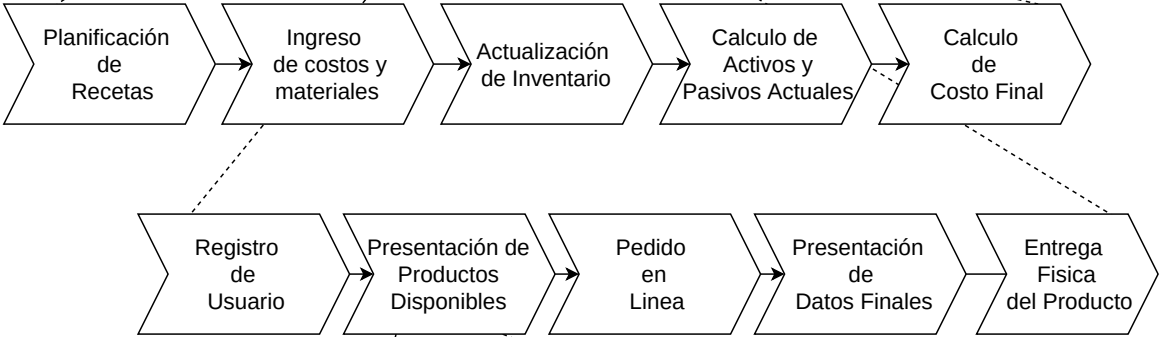 Planificación
de
Recetas
Ingreso
de costos y
materiales
Actualización
de Inventario
Calculo de
Activos y
Pasivos Actuales
Calculo
de
Costo Final
Registro
de
Usuario
Presentación de
Productos
Disponibles
Pedido
en
Linea
Presentación
de
Datos Finales
Entrega
Fisica
del Producto